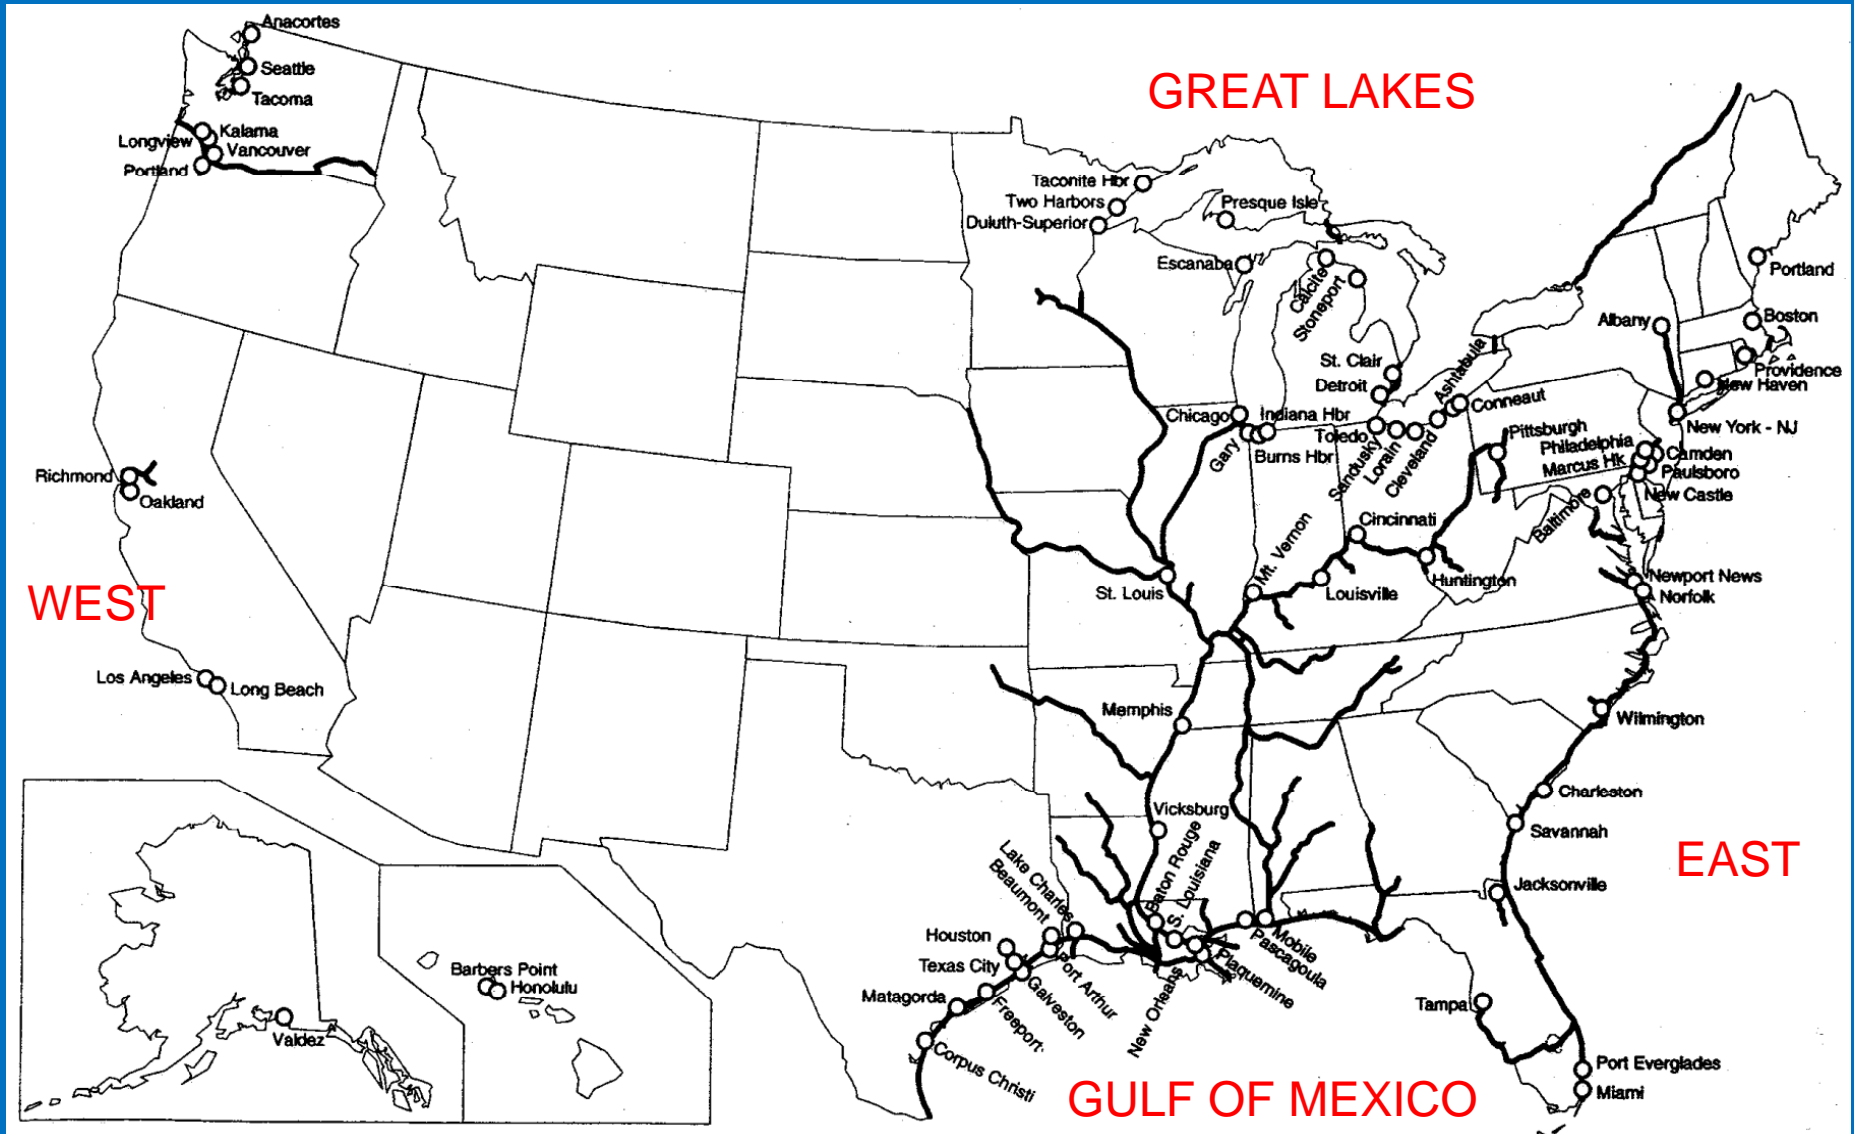 Anacortes
Seattle
Tacoma
Kalama
Longview
Vancouver
Portland
GREAT LAKES
Taconite Hbr
Two Harbors
Duluth-Superior
Presque Isle
Escanaba
Calcite
Stoneport
St. Clair
Detroit
Ashtabula
Conneaut
Chicago
Indiana Hbr
Gary
Burns Hbr
Toledo
Sandusky
Lorain
Cleveland
Portland
Boston
Albany
Providence
New Haven
New York - NJ
Pittsburgh
Philadelphia
Camden
Marcus Hk
Paulsboro
New Castle
Baltimore
Richmond
Oakland
WEST
Los Angeles
Long Beach
Cincinnati
Mt. Vernon
Huntington
Louisville
St. Louis
Newport News
Norfolk
Memphis
Wilmington
Vicksburg
Charleston
Savannah
EAST
Jacksonville
Baton Rouge
S. Louisiana
Lake Charles
Beaumont
Houston
Texas City
Port Arthur
Galveston
Matagorda
Freeport
Corpus Christi
New Orleans
Plaquemine
Pascagoula
Mobile
Tampa
Port Everglades
Miami
Barbers Point
Honolulu
Valdez
GULF OF MEXICO